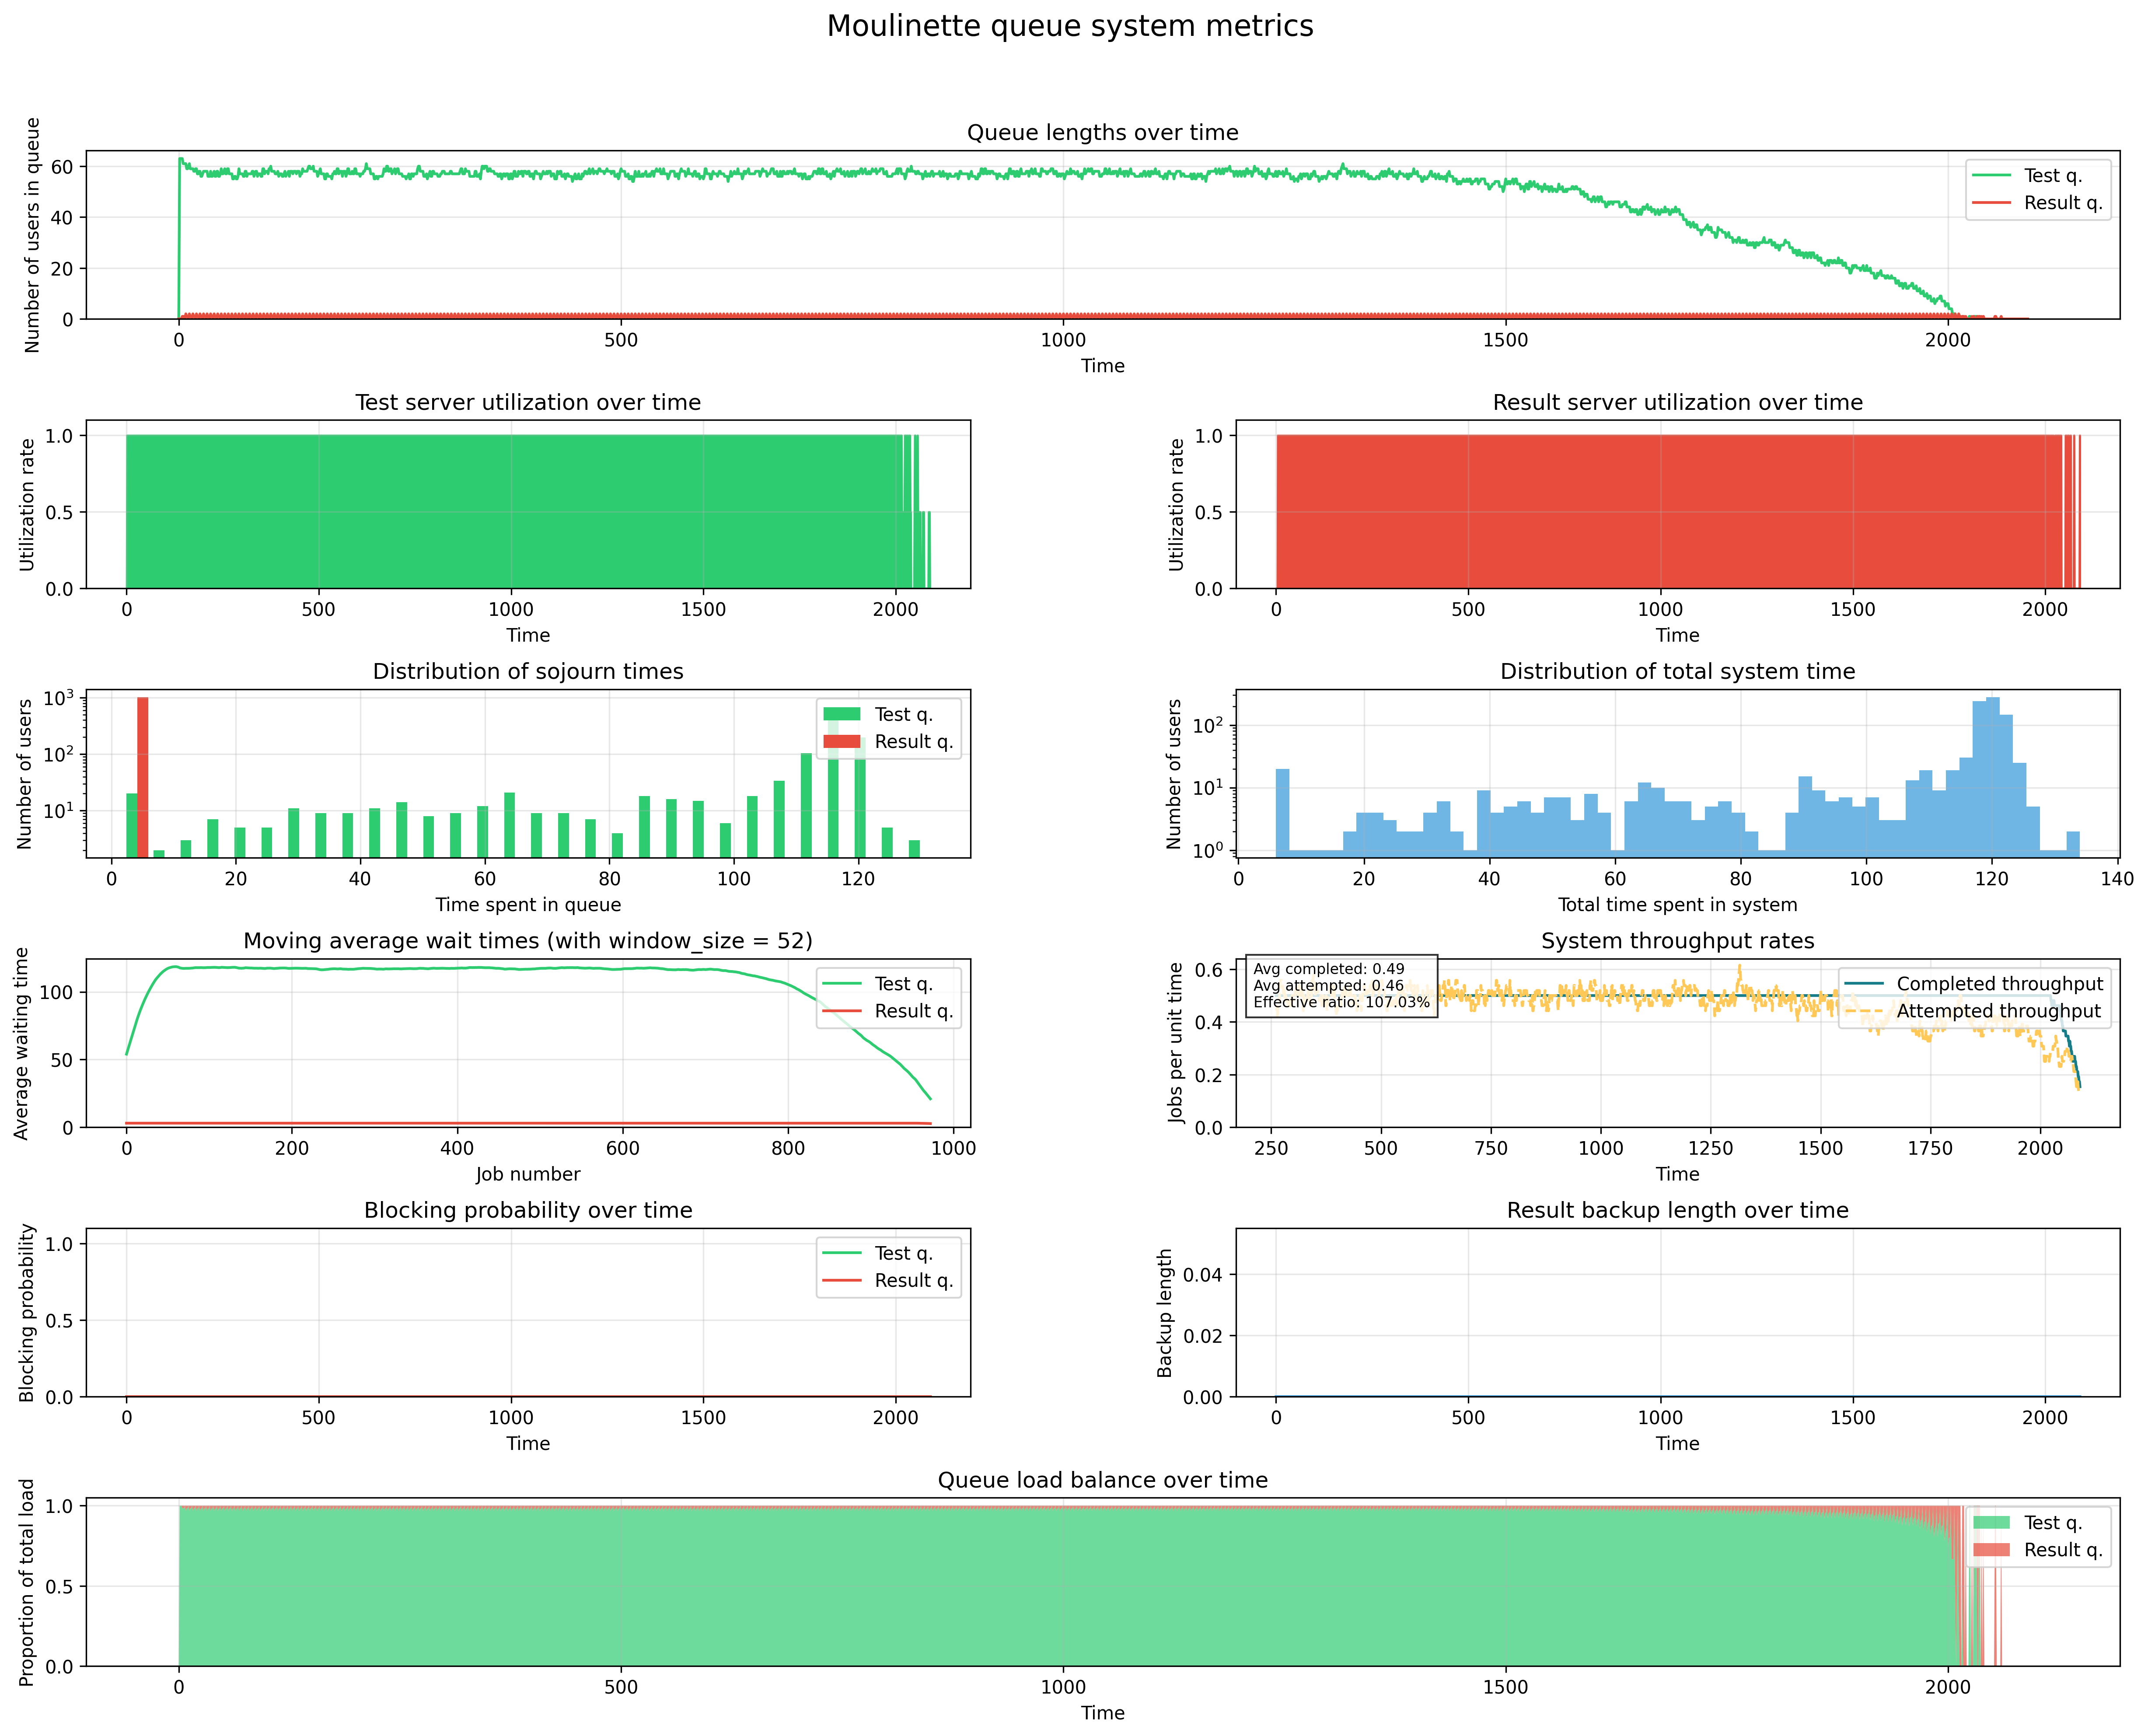 Moulinette queue system metrics
Queue lengths over time
Number of users in queue
60
40
20
0
Test q.
Result q.
0 500 1000 1500 2000
Time
Test server utilization over time
Utilization rate
1.0
0.5
0.0
0 500 1000 1500 2000
Time
Result server utilization over time
Utilization rate
1.0
0.5
0.0
0 500 1000 1500 2000
Time
Distribution of sojourn times
Number of users
10³
10²
10¹
Test q.
Result q.
0 20 40 60 80 100 120
Time spent in queue
Distribution of total system time
Number of users
10²
10¹
10⁰
0 20 40 60 80 100 120 140
Total time spent in system
Moving average wait times (with window_size = 52)
Average waiting time
100
50
0
Test q.
Result q.
0 200 400 600 800 1000
Job number
System throughput rates
Jobs per unit time
0.6
0.4
0.2
0.0
Avg completed: 0.49
Avg attempted: 0.46
Effective ratio: 107.03%
Completed throughput
Attempted throughput
250 500 750 1000 1250 1500 1750 2000
Time
Blocking probability over time
Blocking probability
1.0
0.5
0.0
Test q.
Result q.
0 500 1000 1500 2000
Time
Result backup length over time
Backup length
0.04
0.02
0.00
0 500 1000 1500 2000
Time
Queue load balance over time
Proportion of total load
1.0
0.5
0.0
Test q.
Result q.
0 500 1000 1500 2000
Time